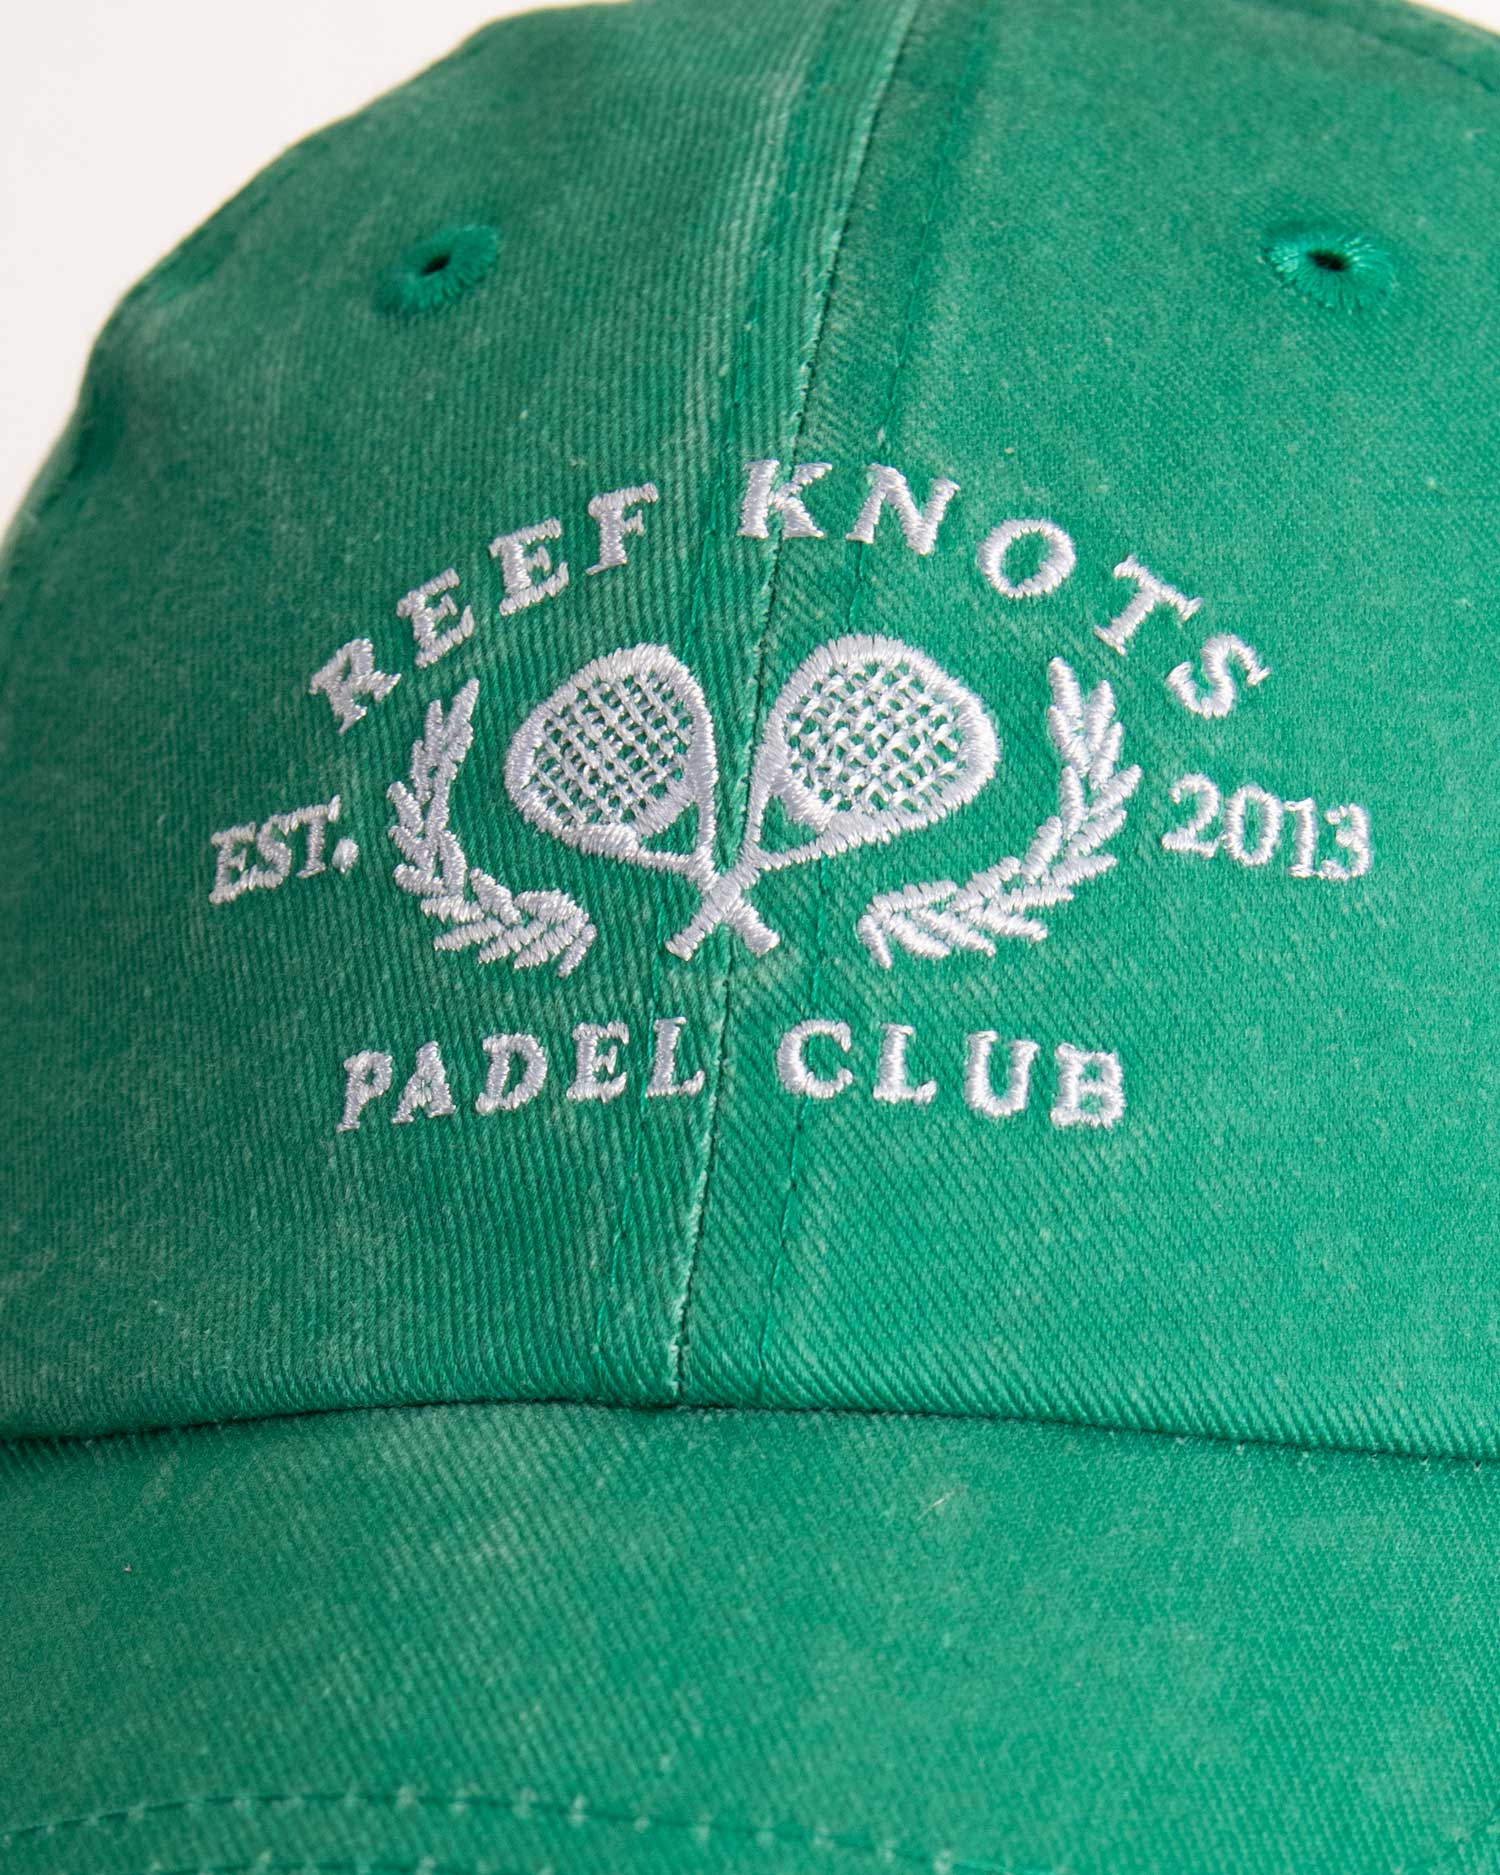 REEF KNOTS
EST. 2013
PADEL CLUB